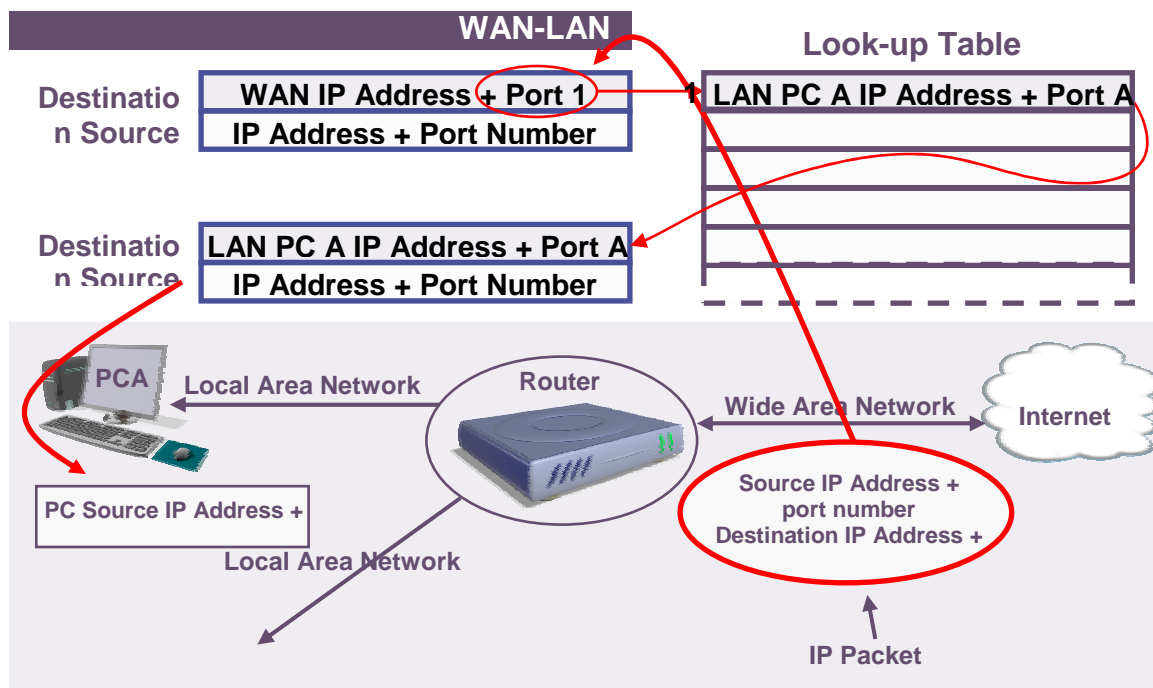 WAN-LAN
Look-up Table
Destinatio
n Source
WAN IP Address + Port 1
IP Address + Port Number
1
LAN PC A IP Address + Port A
Destinatio
n Source
LAN PC A IP Address + Port A
IP Address + Port Number
PCA
Local Area Network
Router
Wide Area Network
Internet
PC Source IP Address +
Source IP Address +
port number
Destination IP Address +
Local Area Network
IP Packet